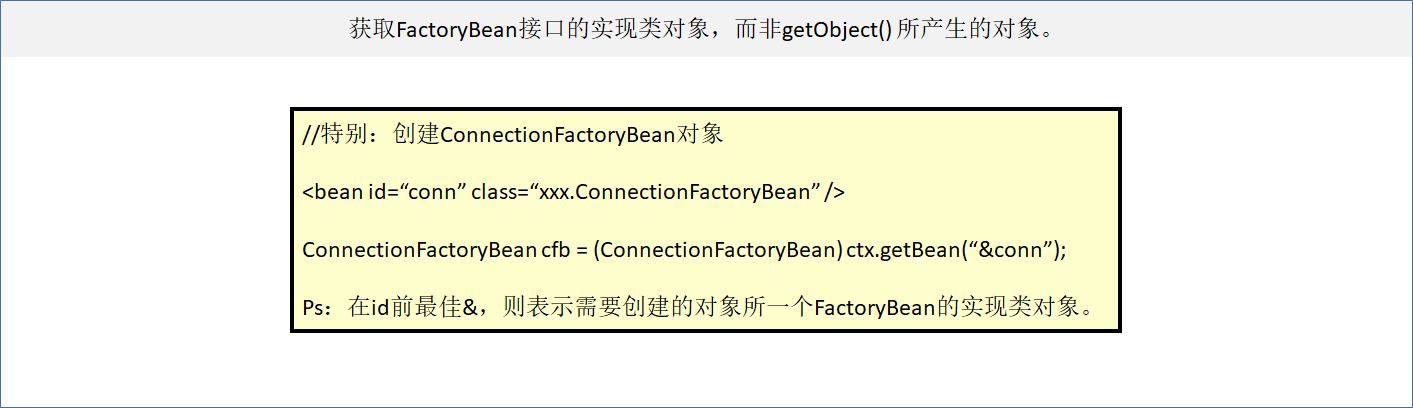 获取FactoryBean接口的实现类对象，而非getObject() 所产生的对象。
//特别：创建ConnectionFactoryBean对象
<bean id=“conn” class=“xxx.ConnectionFactoryBean” />
ConnectionFactoryBean cfb = (ConnectionFactoryBean) ctx.getBean(“&conn”);
Ps：在id前最佳&，则表示需要创建的对象所一个FactoryBean的实现类对象。